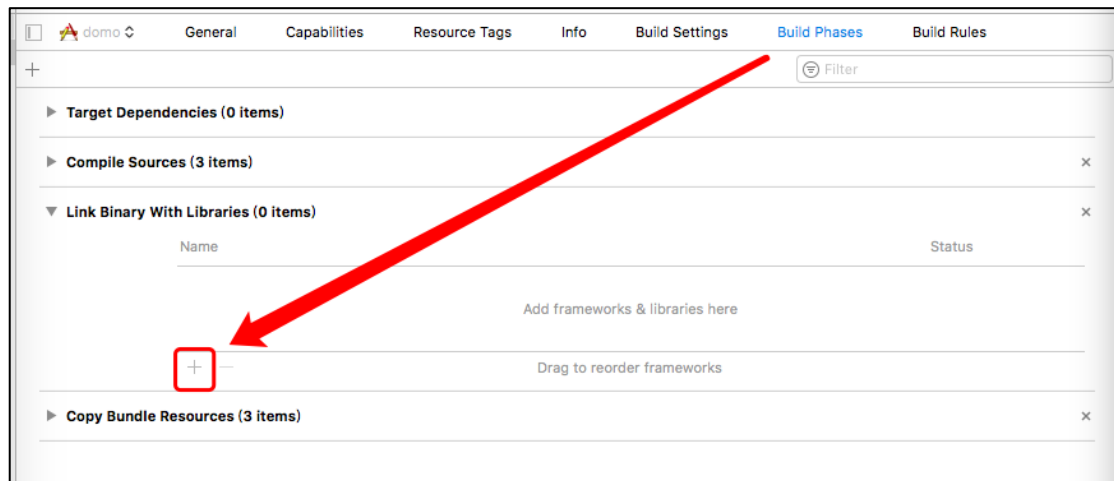 domo General Capabilities Resource Tags Info Build Settings Build Phases Build Rules
Filter
Target Dependencies (0 items)
Compile Sources (3 items)
Link Binary With Libraries (0 items)
Name Status
Add frameworks & libraries here
Drag to reorder frameworks
Copy Bundle Resources (3 items)